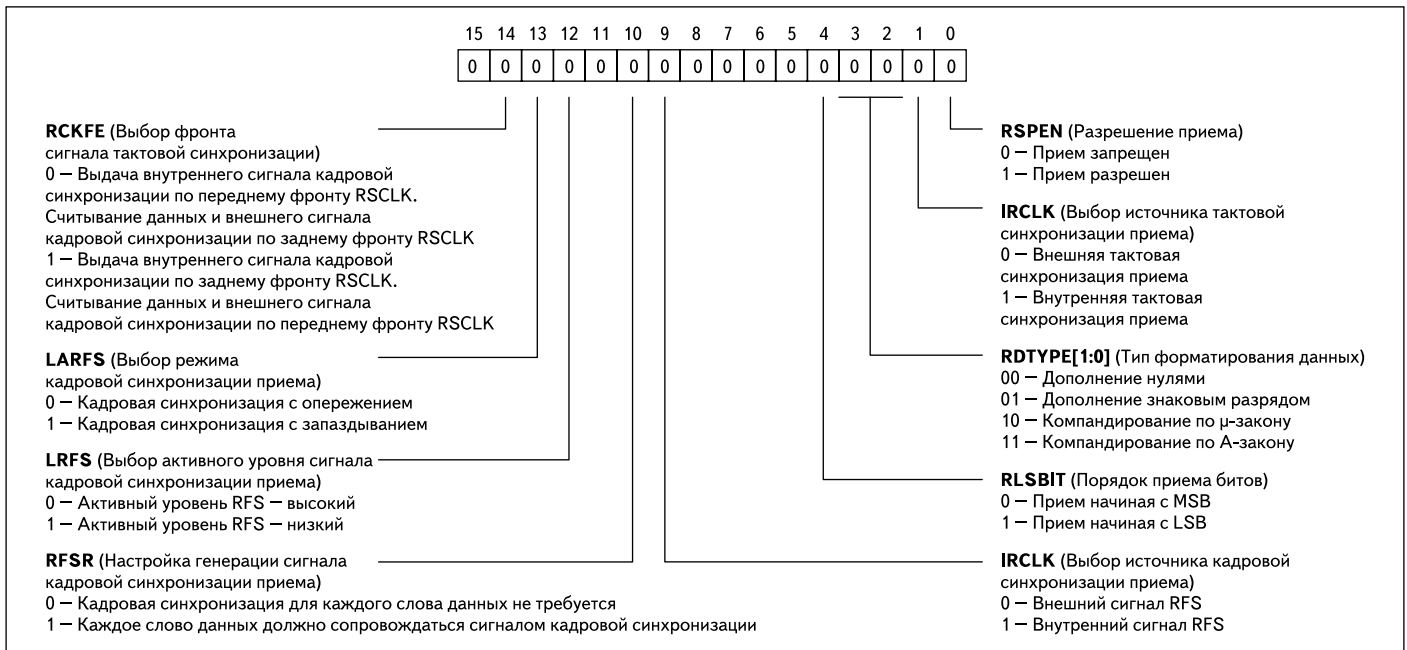 15 14 13 12 11 10 9 8 7 6 5 4 3 2 1 0
0 0 0 0 0 0 0 0 0 0 0 0 0 0 0 0
RCKFE (Выбор фронта
сигнала тактовой синхронизации)
0 — Выдача внутреннего сигнала кадровой
синхронизации по переднему фронту RSCLK.
Считывание данных и внешнего сигнала
кадровой синхронизации по заднему фронту RSCLK
1 — Выдача внутреннего сигнала кадровой
синхронизации по заднему фронту RSCLK.
Считывание данных и внешнего сигнала
кадровой синхронизации по переднему фронту RSCLK
LARFS (Выбор режима
кадровой синхронизации приема)
0 — Кадровая синхронизация с опережением
1 — Кадровая синхронизация с запаздыванием
LRFS (Выбор активного уровня сигнала
кадровой синхронизации приема)
0 — Активный уровень RFS — высокий
1 — Активный уровень RFS — низкий
RFSR (Настройка генерации сигнала
кадровой синхронизации приема)
0 — Кадровая синхронизация для каждого слова данных не требуется
1 — Каждое слово данных должно сопровождаться сигналом кадровой синхронизации
RSPEN (Разрешение приема)
0 — Прием запрещен
1 — Прием разрешен
IRCLK (Выбор источника тактовой
синхронизации приема)
0 — Внешняя тактовая
синхронизация приема
1 — Внутренняя тактовая
синхронизация приема
RDTYPE[1:0] (Тип форматирования данных)
00 — Дополнение нулями
01 — Дополнение знаковым разрядом
10 — Компандирование по μ-закону
11 — Компандирование по А-закону
RLSBIT (Порядок приема битов)
0 — Прием начиная с MSB
1 — Прием начиная с LSB
IRCLK (Выбор источника кадровой
синхронизации приема)
0 — Внешний сигнал RFS
1 — Внутренний сигнал RFS